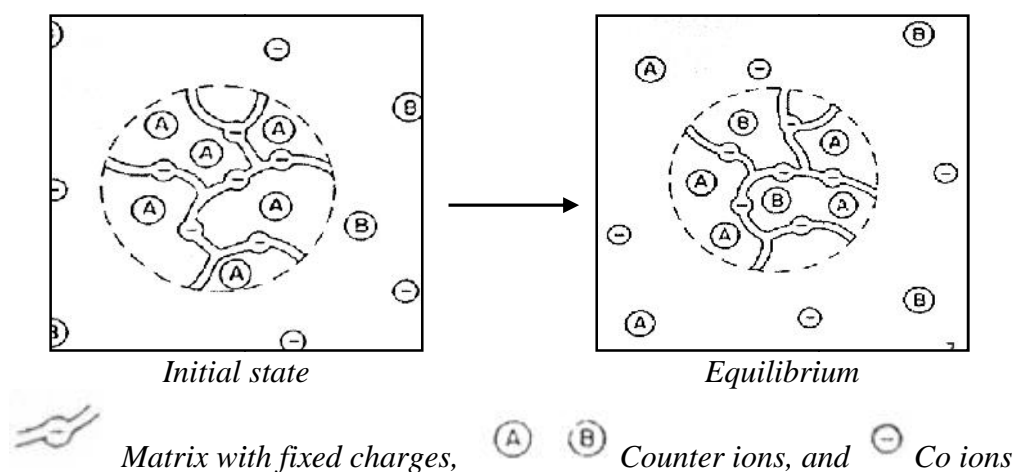 B
A
A
A
A
A
B
A
B
B
A
B
A
A
B
A
A
B
A
Initial state
Equilibrium
Matrix with fixed charges, A B Counter ions, and − Co ions